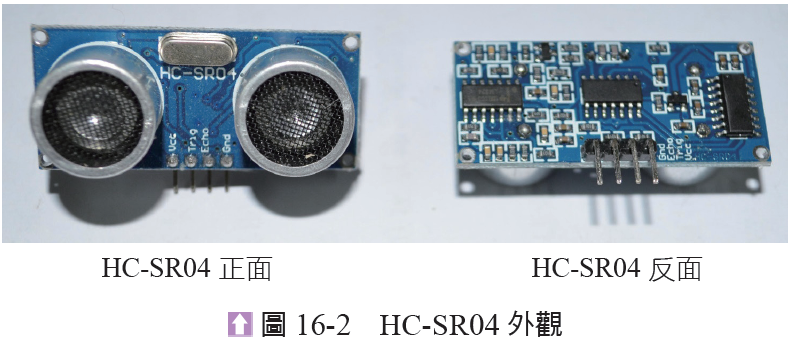 HC-SR04
Vcc
Trig
Echo
Gnd
Gnd
Echo
Trig
Vcc
HC-SR04 正面
HC-SR04 反面
圖 16-2 HC-SR04 外觀